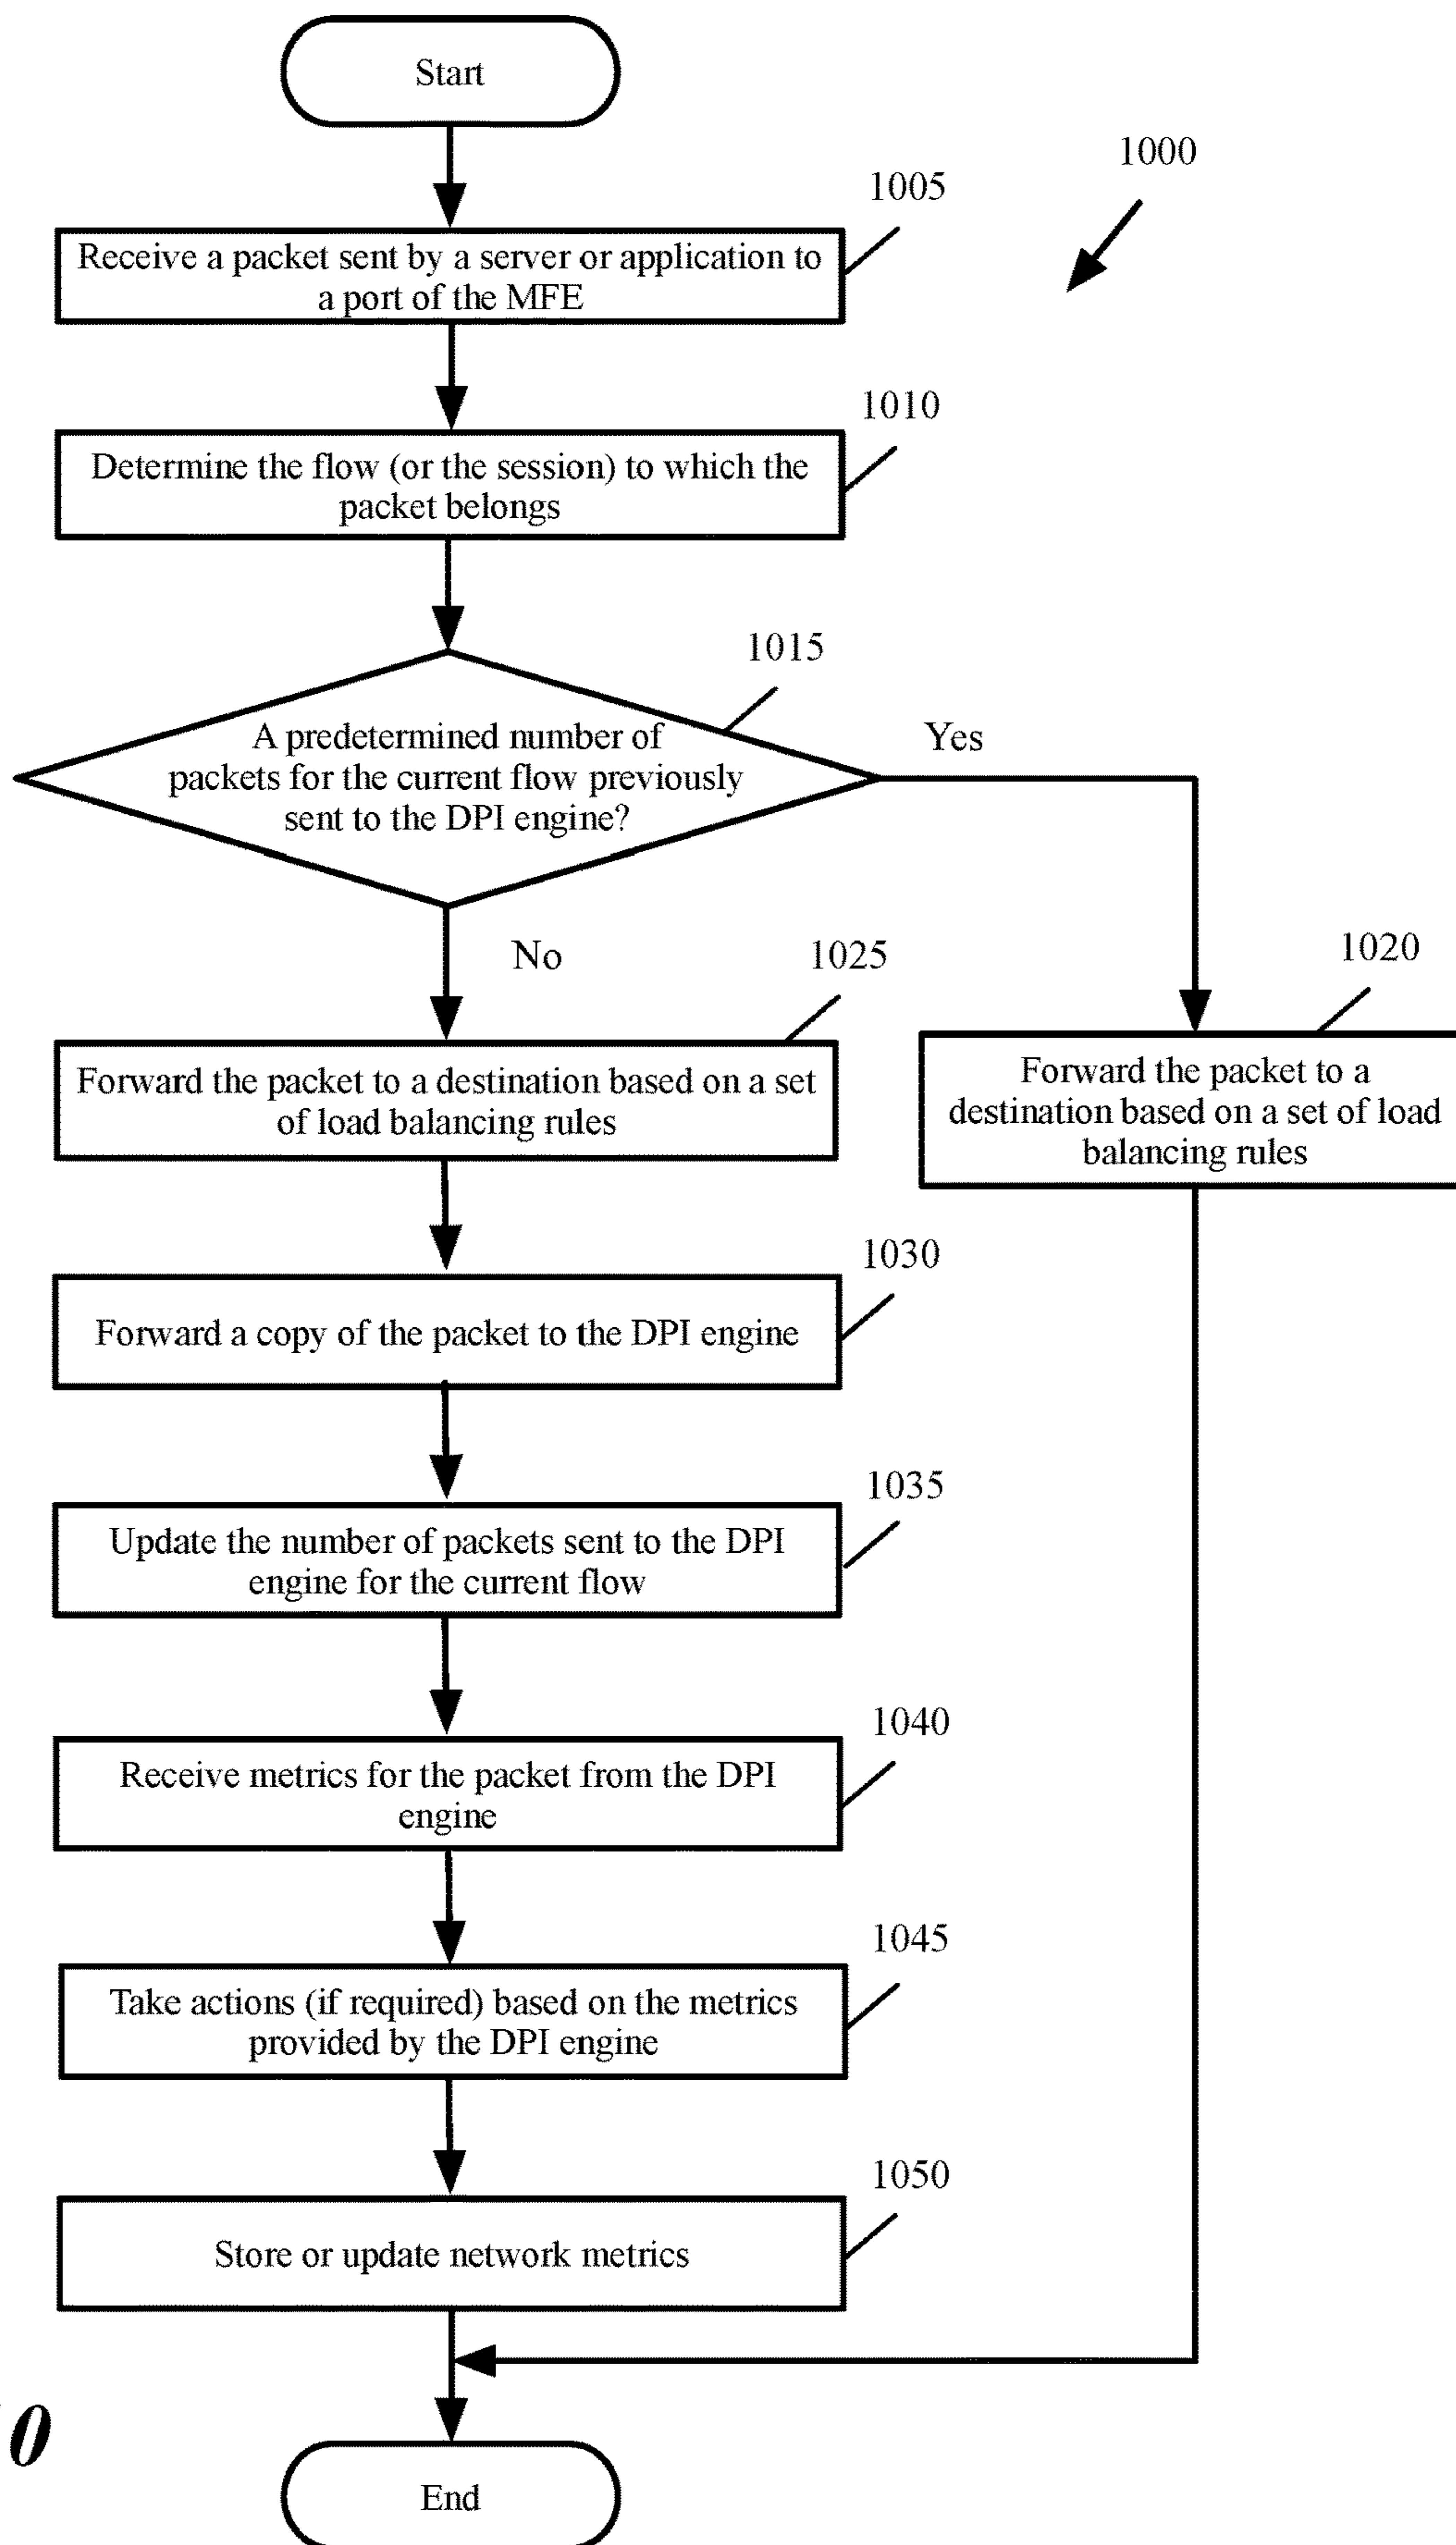 Start
1000
1005
Receive a packet sent by a server or application to
a port of the MFE
1010
Determine the flow (or the session) to which the
packet belongs
1015
A predetermined number of
packets for the current flow previously
sent to the DPI engine?
Yes
No
1025
1020
Forward the packet to a destination based on a set
of load balancing rules
Forward the packet to a
destination based on a set of load
balancing rules
1030
Forward a copy of the packet to the DPI engine
1035
Update the number of packets sent to the DPI
engine for the current flow
1040
Receive metrics for the packet from the DPI
engine
1045
Take actions (if required) based on the metrics
provided by the DPI engine
1050
Store or update network metrics
0
End